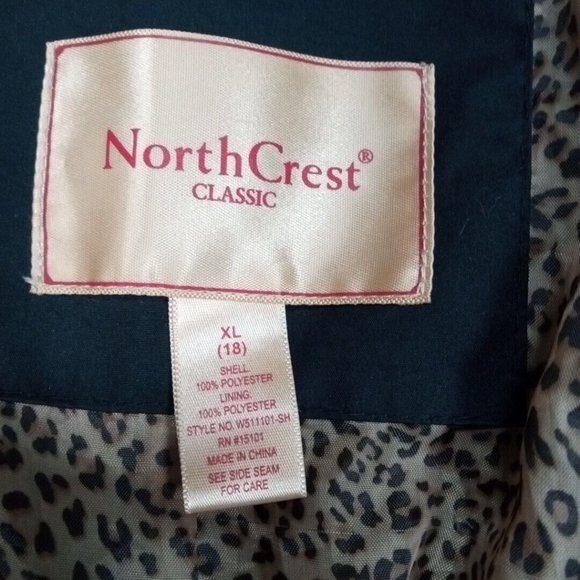 NorthCrest®
CLASSIC
XL
(18)
SHELL:
100% POLYESTER
LINING:
100% POLYESTER
STYLE NO. WS11101-SH
RN #15101
MADE IN CHINA
SEE SIDE SEAM
FOR CARE